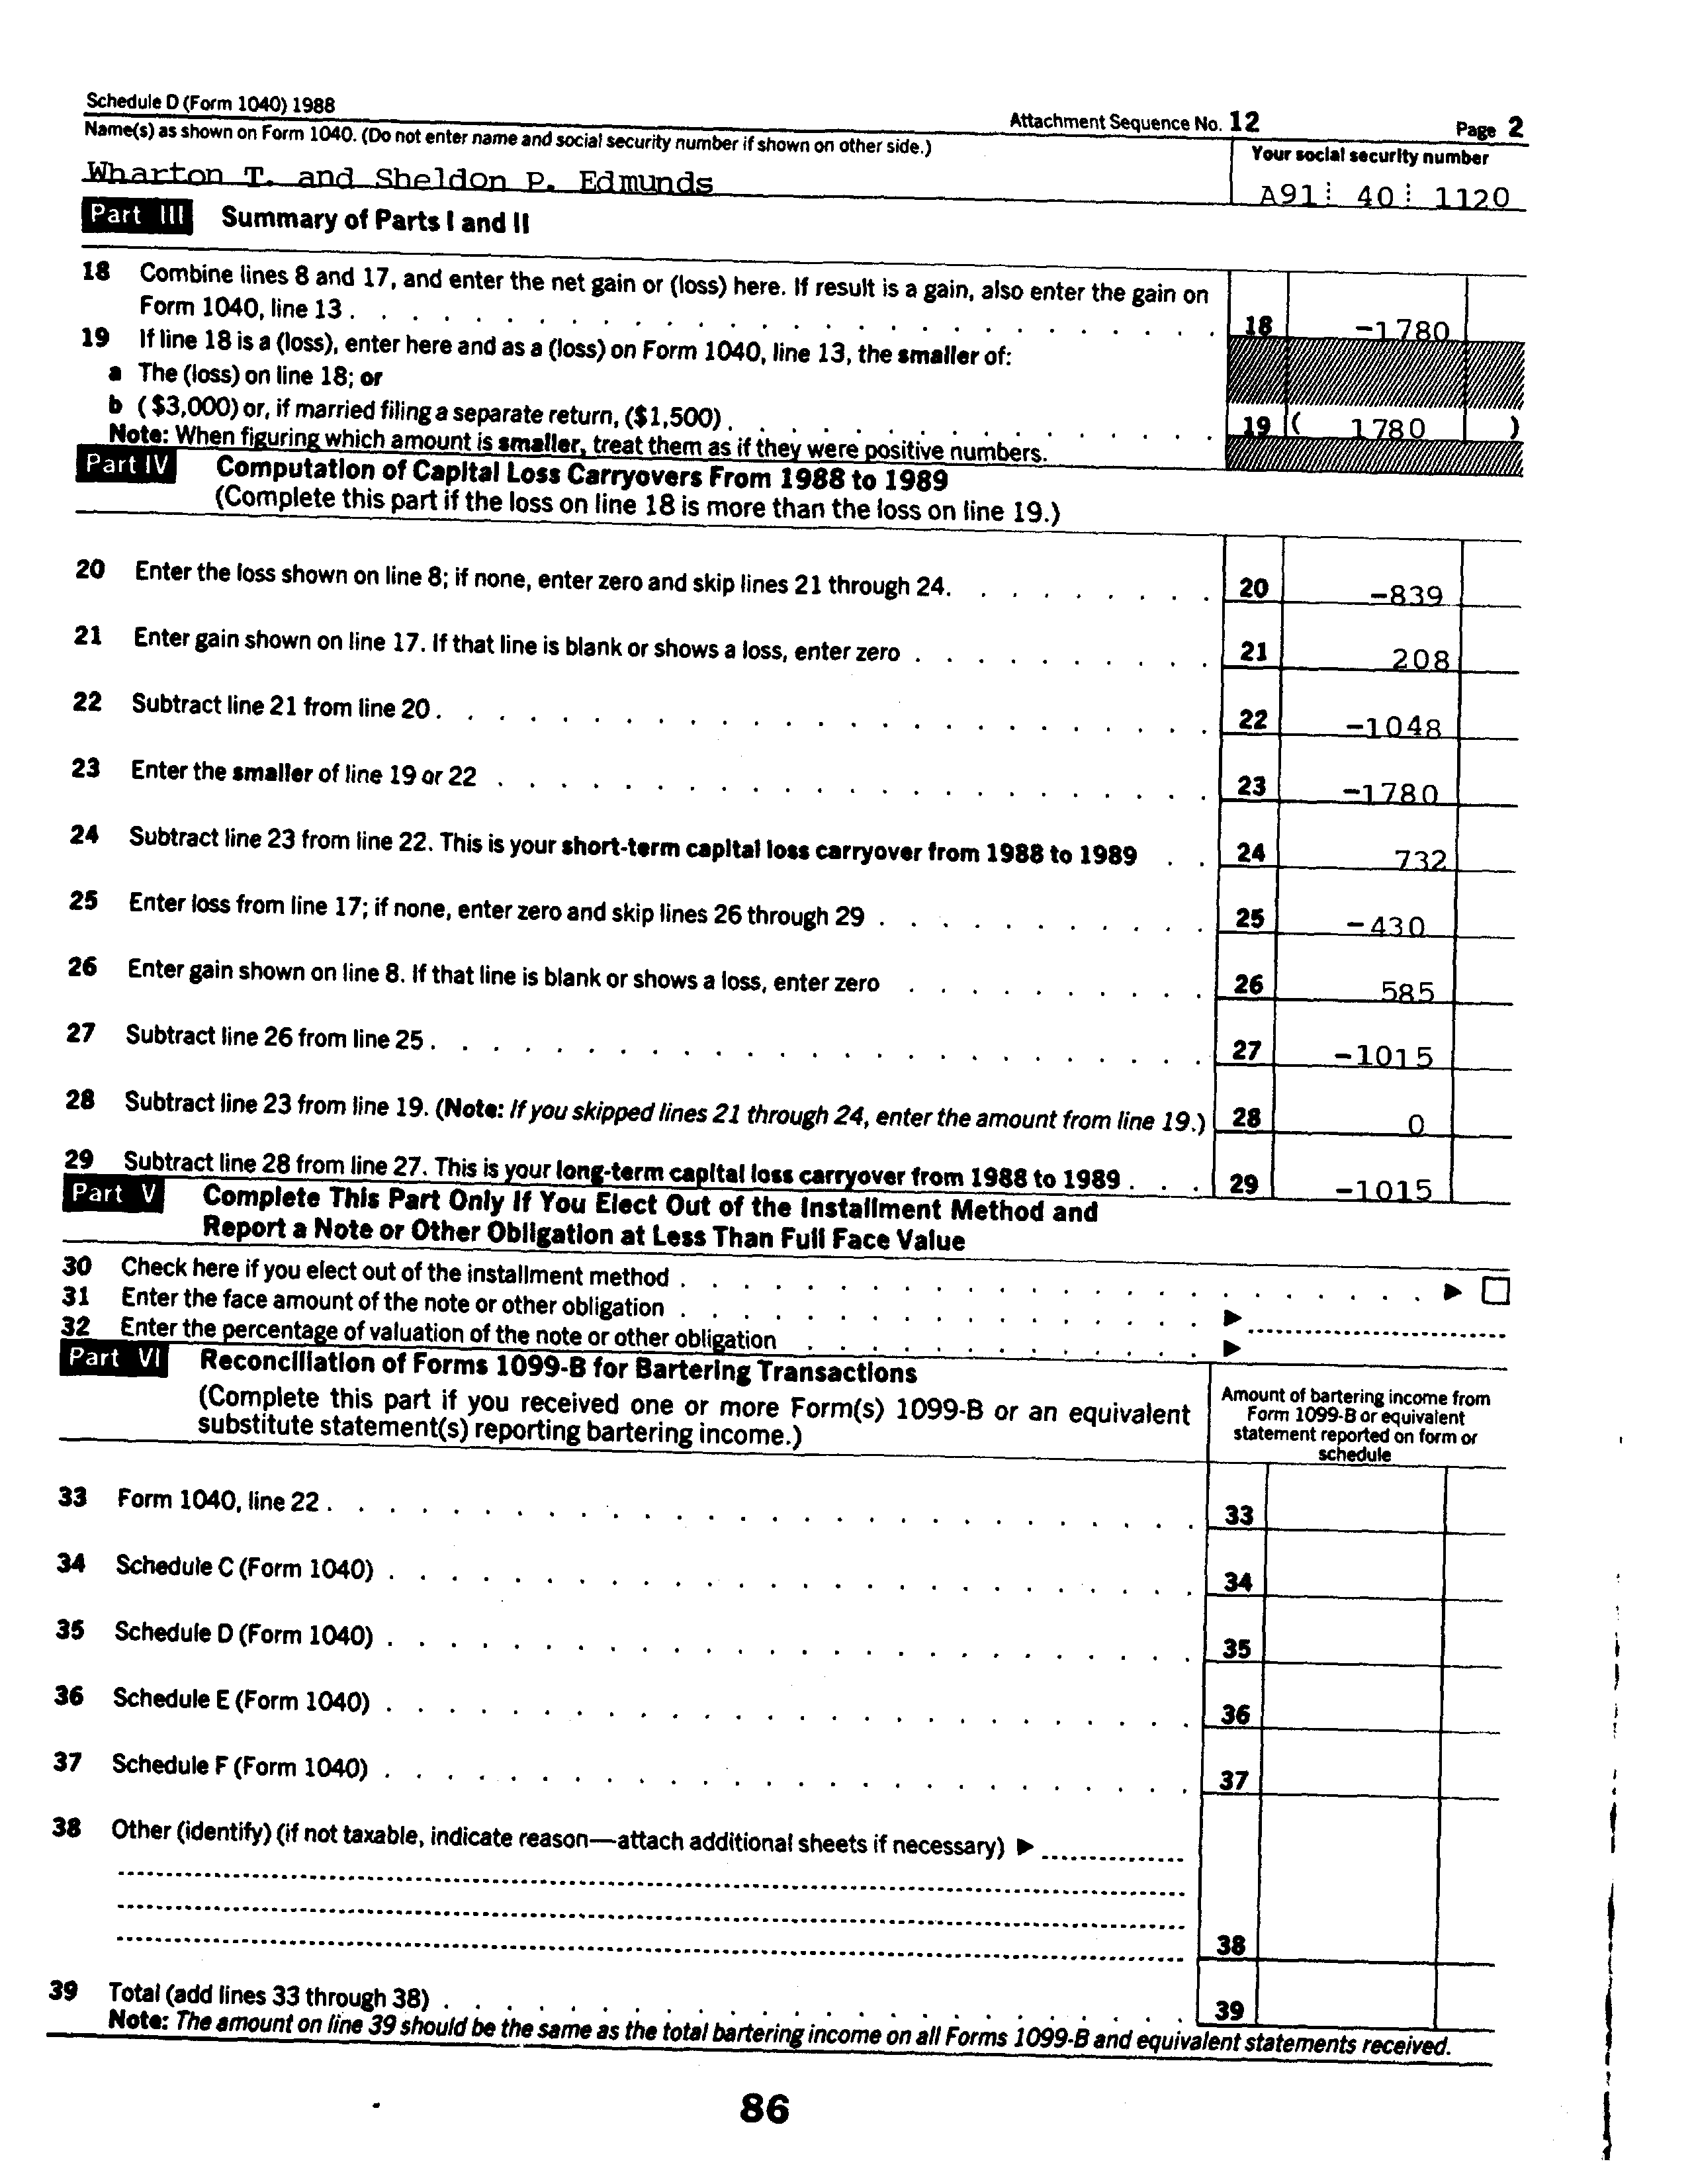 Schedule D (Form 1040) 1988
Attachment Sequence No. 12
Page 2
Name(s) as shown on Form 1040. (Do not enter name and social security number if shown on other side.)
Your social security number
Wharton T. and Sheldon P. Edmunds
A91 40 1120
Part III Summary of Parts I and II
18 Combine lines 8 and 17, and enter the net gain or (loss) here. If result is a gain, also enter the gain on
Form 1040, line 13 . . . 18 -1780
19 If line 18 is a (loss), enter here and as a (loss) on Form 1040, line 13, the smaller of:
a The (loss) on line 18; or
b ($3,000) or, if married filing a separate return, ($1,500) . . . 19 ( 1780 )
Note: When figuring which amount is smaller, treat them as if they were positive numbers.
Part IV Computation of Capital Loss Carryovers From 1988 to 1989
(Complete this part if the loss on line 18 is more than the loss on line 19.)
20 Enter the loss shown on line 8; if none, enter zero and skip lines 21 through 24. . . . 20 -839
21 Enter gain shown on line 17. If that line is blank or shows a loss, enter zero . . . 21 208
22 Subtract line 21 from line 20 . . . 22 -1048
23 Enter the smaller of line 19 or 22 . . . 23 -1780
24 Subtract line 23 from line 22. This is your short-term capital loss carryover from 1988 to 1989 . . 24 732
25 Enter loss from line 17; if none, enter zero and skip lines 26 through 29 . . . 25 -430
26 Enter gain shown on line 8. If that line is blank or shows a loss, enter zero . . . 26 585
27 Subtract line 26 from line 25 . . . 27 -1015
28 Subtract line 23 from line 19. (Note: If you skipped lines 21 through 24, enter the amount from line 19.) 28 0
29 Subtract line 28 from line 27. This is your long-term capital loss carryover from 1988 to 1989 . . . 29 -1015
Part V Complete This Part Only If You Elect Out of the Installment Method and
Report a Note or Other Obligation at Less Than Full Face Value
30 Check here if you elect out of the installment method . . . ▶ ☐
31 Enter the face amount of the note or other obligation . . . ▶
32 Enter the percentage of valuation of the note or other obligation . . . ▶
Part VI Reconciliation of Forms 1099-B for Bartering Transactions
(Complete this part if you received one or more Form(s) 1099-B or an equivalent
substitute statement(s) reporting bartering income.)
Amount of bartering income from
Form 1099-B or equivalent
statement reported on form or
schedule
33 Form 1040, line 22 . . . 33
34 Schedule C (Form 1040) . . . 34
35 Schedule D (Form 1040) . . . 35
36 Schedule E (Form 1040) . . . 36
37 Schedule F (Form 1040) . . . 37
38 Other (identify) (if not taxable, indicate reason—attach additional sheets if necessary) ▶
38
39 Total (add lines 33 through 38) . . . 39
Note: The amount on line 39 should be the same as the total bartering income on all Forms 1099-B and equivalent statements received.
86